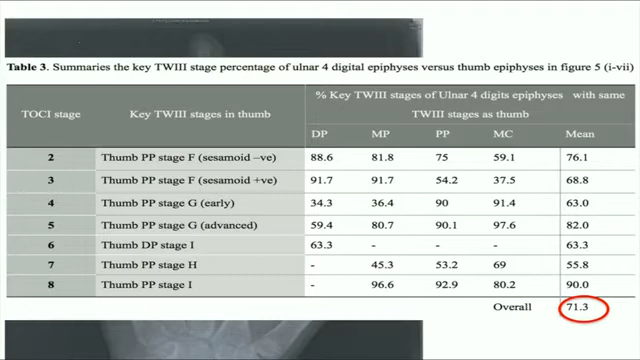 Table 3. Summaries the key TWIII stage percentage of ulnar 4 digital epiphyses versus thumb epiphyses in figure 5 (i-vii)
TOCI stage Key TWIII stages in thumb % Key TWIII stages of Ulnar 4 digits epiphyses with same TWIII stages as thumb
DP MP PP MC Mean
2 Thumb PP stage F (sesamoid –ve) 88.6 81.8 75 59.1 76.1
3 Thumb PP stage F (sesamoid +ve) 91.7 91.7 54.2 37.5 68.8
4 Thumb PP stage G (early) 34.3 36.4 90 91.4 63.0
5 Thumb PP stage G (advanced) 59.4 80.7 90.1 97.6 82.0
6 Thumb DP stage I 63.3 - - - 63.3
7 Thumb PP stage H - 45.3 53.2 69 55.8
8 Thumb PP stage I - 96.6 92.9 80.2 90.0
Overall 71.3